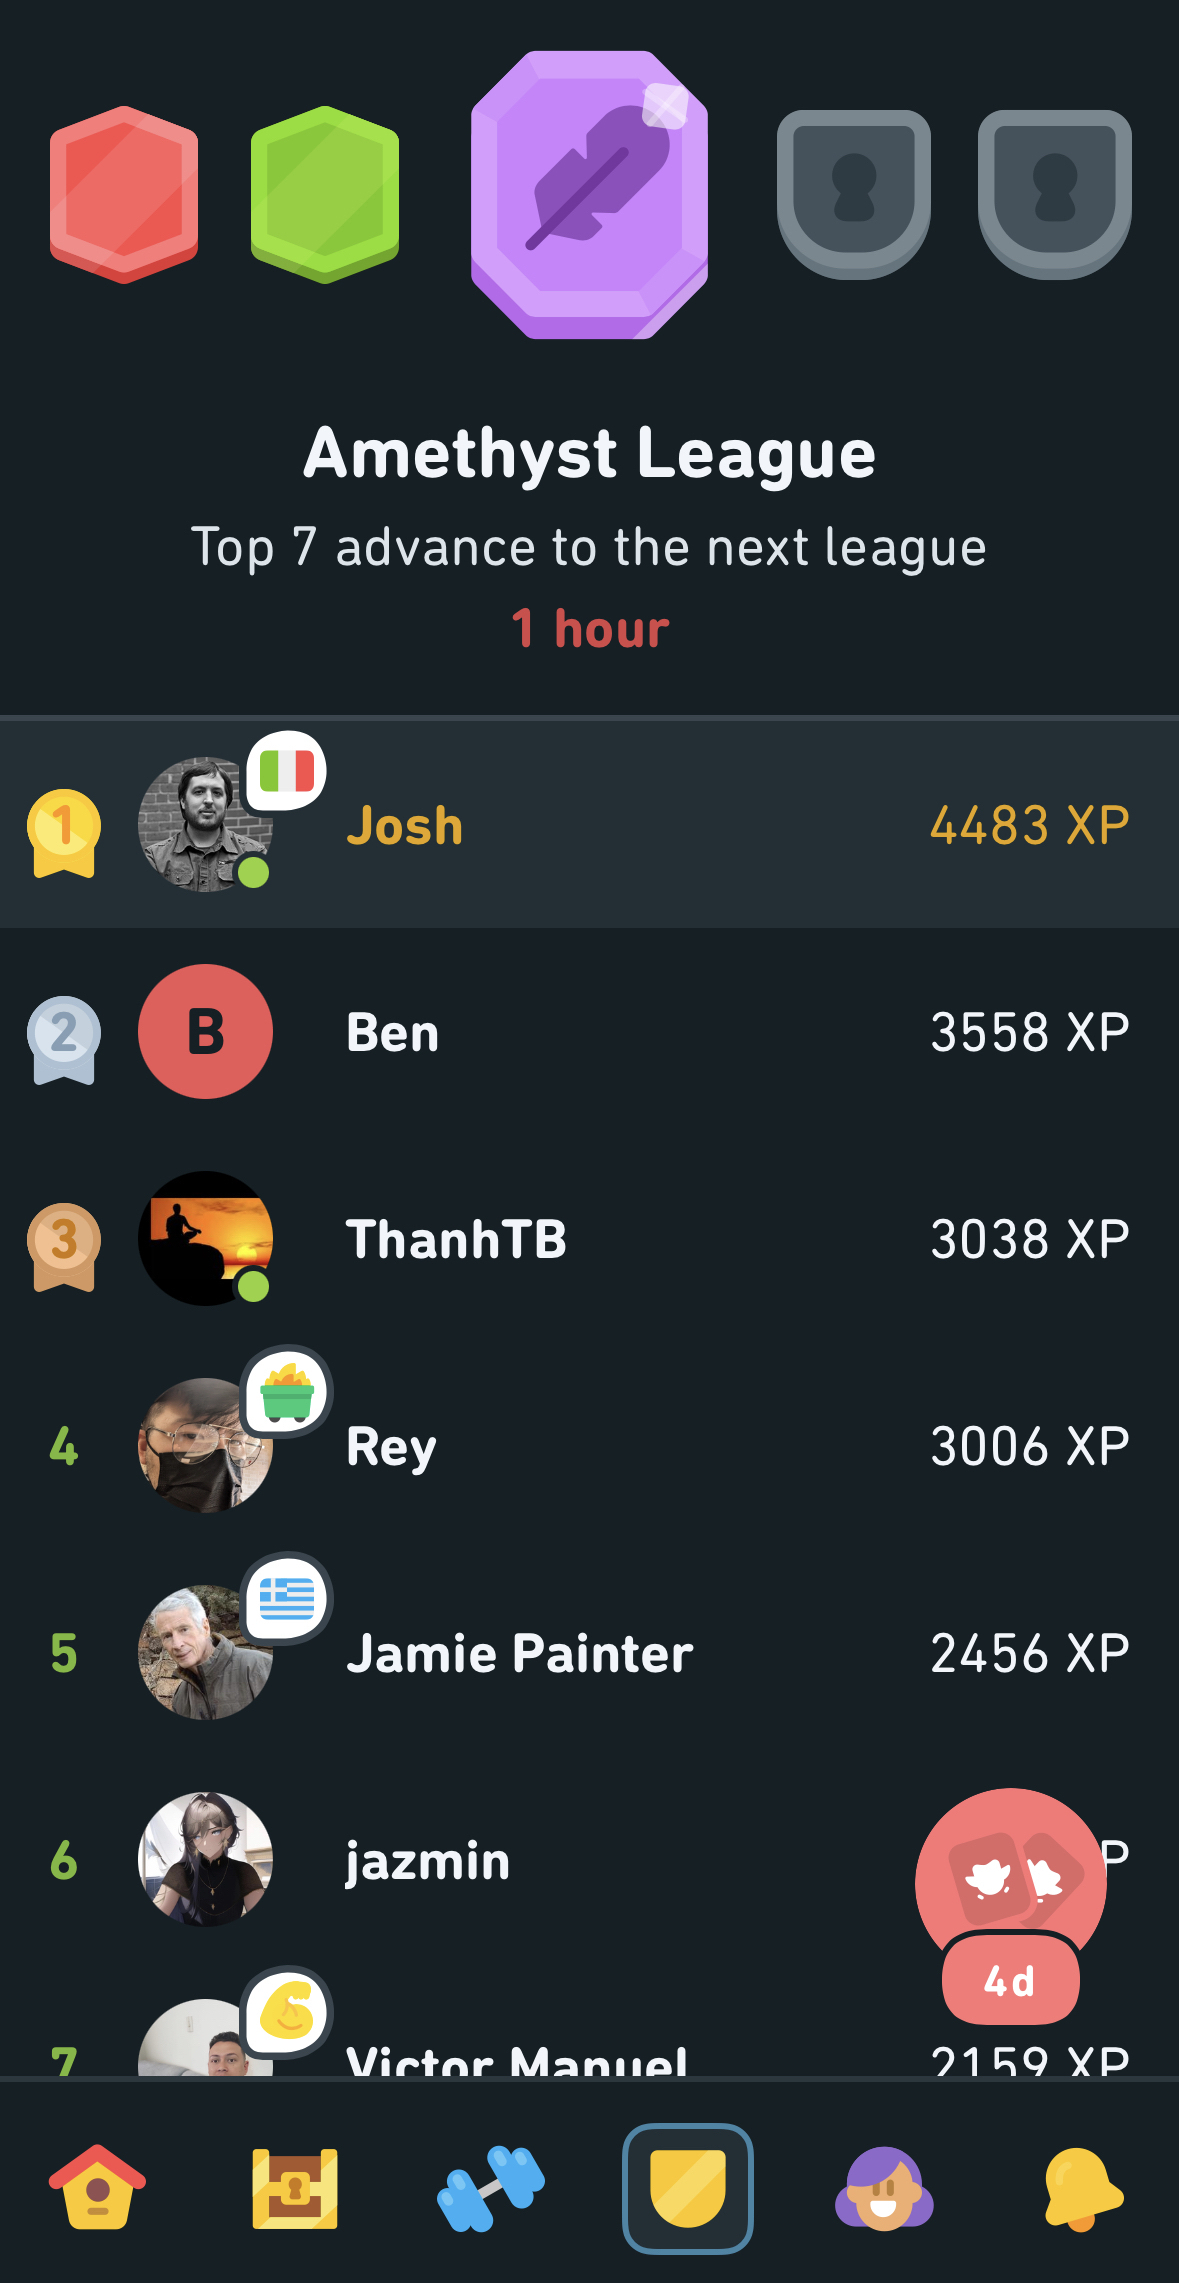 Amethyst League
Top 7 advance to the next league
1 hour
1 Josh 4483 XP
2 B Ben 3558 XP
3 ThanhTB 3038 XP
4 Rey 3006 XP
5 Jamie Painter 2456 XP
6 jazmin P
4d
7 Victor Manuel 2159 XP